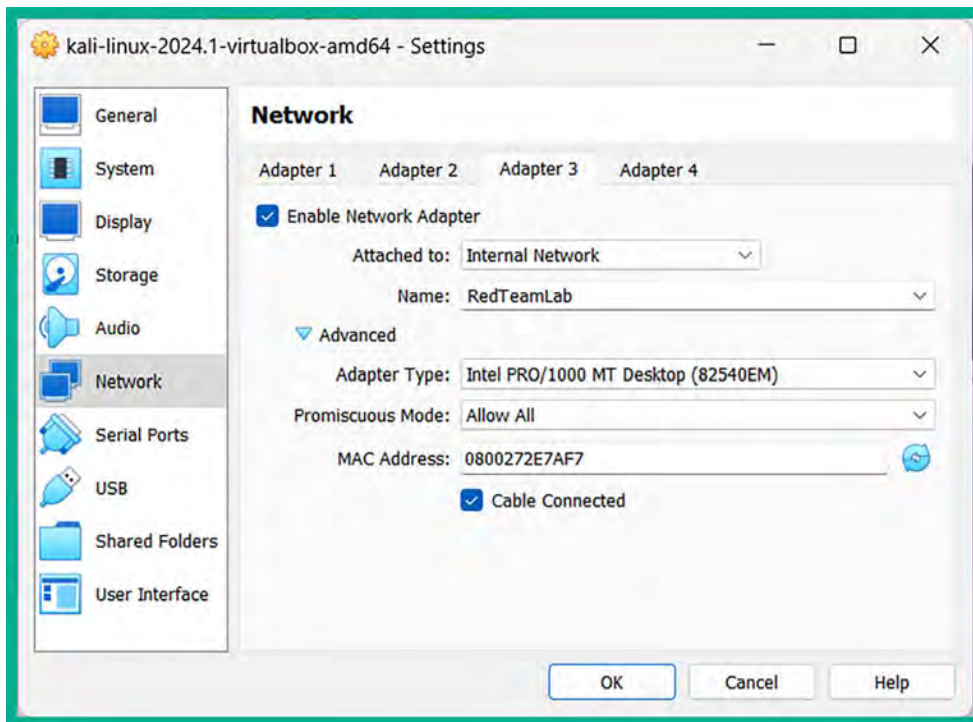 kali-linux-2024.1-virtualbox-amd64 - Settings
General
System
Display
Storage
Audio
Network
Serial Ports
USB
Shared Folders
User Interface
Network
Adapter 1 Adapter 2 Adapter 3 Adapter 4
Enable Network Adapter
Attached to: Internal Network
Name: RedTeamLab
Advanced
Adapter Type: Intel PRO/1000 MT Desktop (82540EM)
Promiscuous Mode: Allow All
MAC Address: 0800272E7AF7
Cable Connected
OK Cancel Help